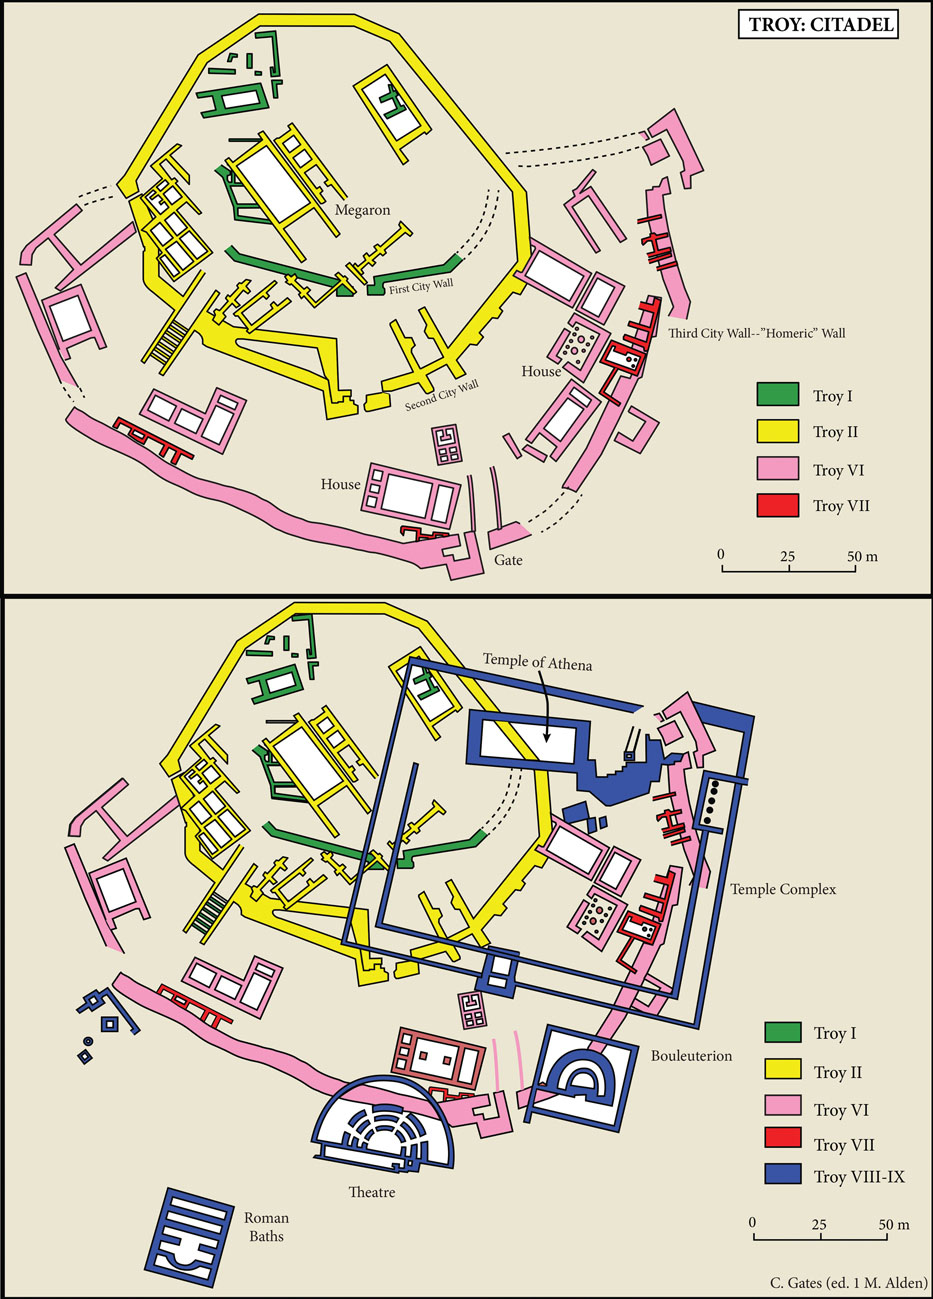 TROY: CITADEL
Megaron
First City Wall
Third City Wall--”Homeric” Wall
House
Second City Wall
House
Gate
Troy I
Troy II
Troy VI
Troy VII
0 25 50 m
Temple of Athena
Temple Complex
Bouleuterion
Theatre
Roman
Baths
Troy I
Troy II
Troy VI
Troy VII
Troy VIII-IX
0 25 50 m
C. Gates (ed. 1 M. Alden)